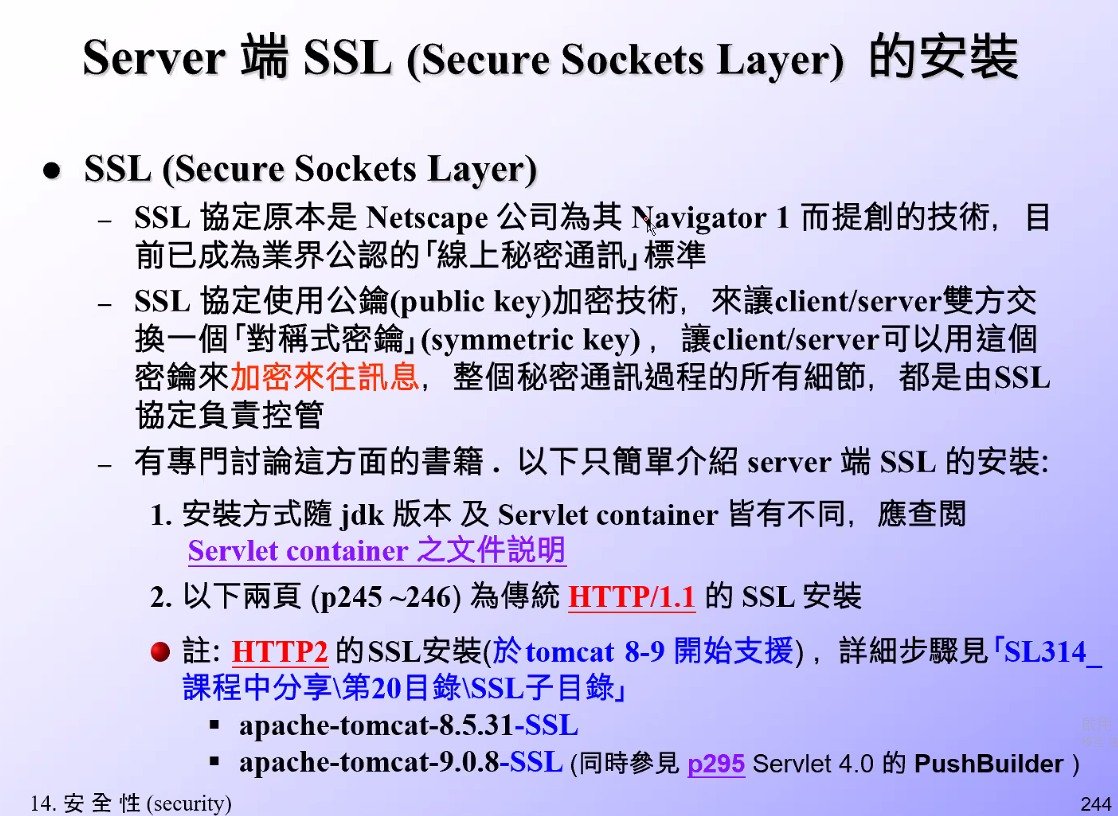 Server 端 SSL (Secure Sockets Layer) 的安裝
● SSL (Secure Sockets Layer)
– SSL 協定原本是 Netscape 公司為其 Navigator 1 而提創的技術, 目
前已成為業界公認的「線上秘密通訊」標準
– SSL 協定使用公鑰(public key)加密技術, 來讓client/server雙方交
換一個「對稱式密鑰」(symmetric key) , 讓client/server可以用這個
密鑰來加密來往訊息, 整個秘密通訊過程的所有細節, 都是由SSL
協定負責控管
– 有專門討論這方面的書籍 . 以下只簡單介紹 server 端 SSL 的安裝:
1. 安裝方式隨 jdk 版本 及 Servlet container 皆有不同, 應查閱
Servlet container 之文件說明
2. 以下兩頁 (p245 ~246) 為傳統 HTTP/1.1 的 SSL 安裝
註: HTTP2 的SSL安裝(於tomcat 8-9 開始支援) , 詳細步驟見「SL314_
課程中分享\第20目錄\SSL子目錄」
▪ apache-tomcat-8.5.31-SSL
▪ apache-tomcat-9.0.8-SSL (同時參見 p295 Servlet 4.0 的 PushBuilder )
14. 安 全 性 (security)
244